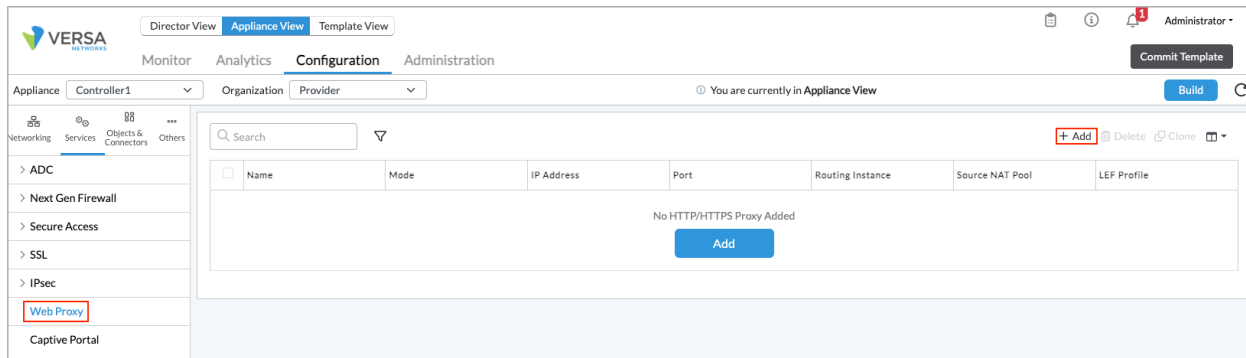 VERSA
NETWORKS
Director View Appliance View Template View
1
Administrator
Monitor Analytics Configuration Administration
Commit Template
Appliance Controller1 Organization Provider You are currently in Appliance View Build
Networking Services Objects & Connectors Others
Search
+ Add Delete Clone
ADC
Name Mode IP Address Port Routing Instance Source NAT Pool LEF Profile
Next Gen Firewall
No HTTP/HTTPS Proxy Added
Secure Access
Add
SSL
IPsec
Web Proxy
Captive Portal